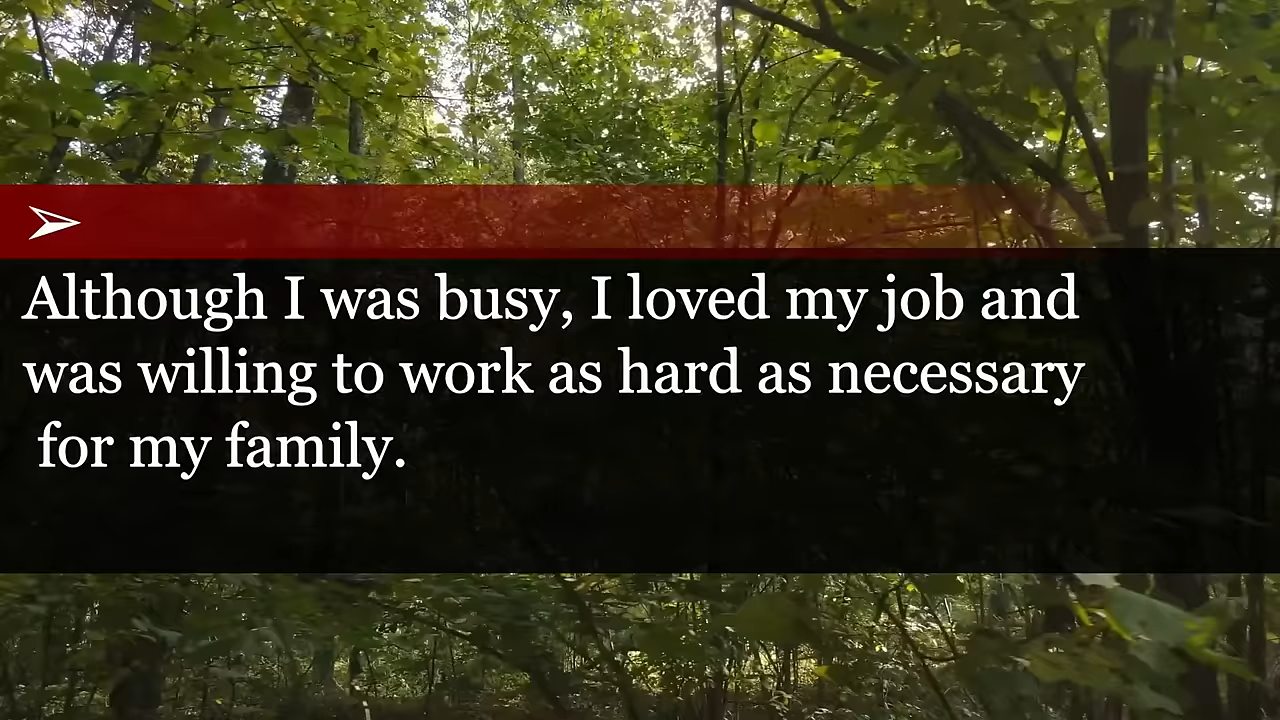 Although I was busy, I loved my job and
was willing to work as hard as necessary
for my family.